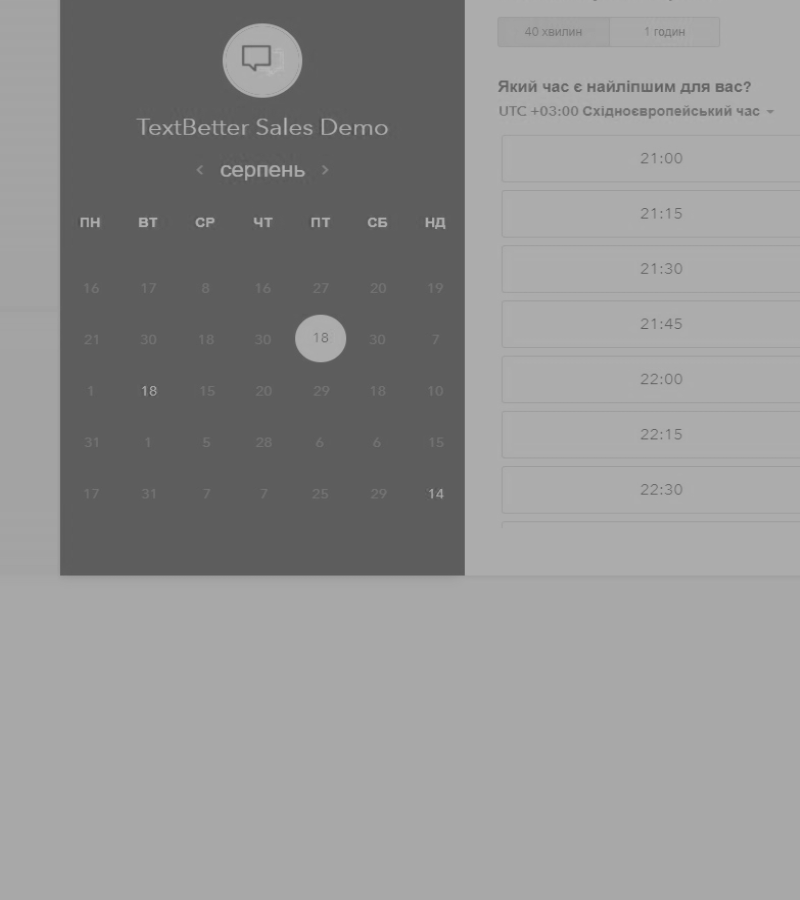 TextBetter Sales Demo
серпень
ПН ВТ СР ЧТ ПТ СБ НД
16 17 8 16 27 20 19
21 30 18 30 18 30 7
1 18 15 20 29 18 10
31 1 5 28 6 6 15
17 31 7 7 25 29 14
40 хвилин 1 годин
Який час є найліпшим для вас?
UTC +03:00 Східноєвропейський час
21:00
21:15
21:30
21:45
22:00
22:15
22:30